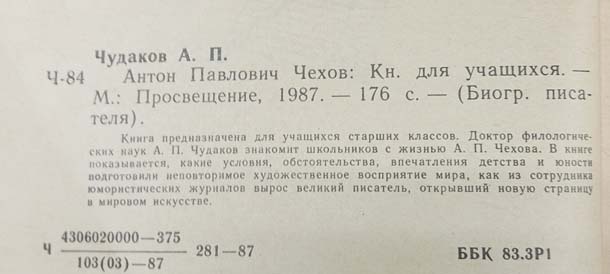 Чудаков А. П.
Ч-84 Антон Павлович Чехов: Кн. для учащихся. —
М.: Просвещение, 1987. — 176 с. — (Биогр. писа-
теля).
Книга предназначена для учащихся старших классов. Доктор филологичес-
ких наук А. П. Чудаков знакомит школьников с жизнью А. П. Чехова. В книге
показывается, какие условия, обстоятельства, впечатления детства и юности
подготовили неповторимое художественное восприятие мира, как из сотрудника
юмористических журналов вырос великий писатель, открывший новую страницу
в мировом искусстве.
Ч 4306020000—375
103(03)—87 281—87
ББК 83.3Р1